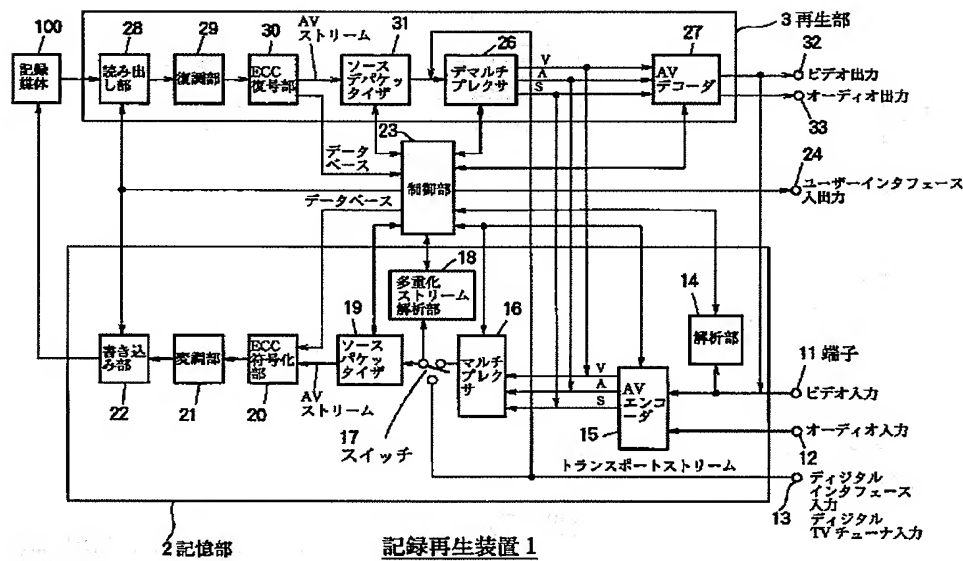 3 再生部
100
記録
媒体
28
読み出
し部
29
復調部
30
ECC
復号部
AV
ストリーム
31
ソース
デパケッ
タイザ
26
デマルチ
プレクサ
V
A
S
27
AV
デコーダ
32
ビデオ出力
オーディオ出力
33
23
制御部
データ
ベース
データベース
24
ユーザーインタフェース
入出力
18
多重化
ストリーム
解析部
14
解析部
19
ソース
パケッ
タイザ
16
マルチ
プレク
サ
V
A
S
AV
エンコ
ーダ
15
11 端子
ビデオ入力
オーディオ入力
12
書き込
み部
22
変調部
21
ECC
符号化
部
20
AV
ストリーム
17
スイッチ
トランスポートストリーム
13
ディジタル
インタフェース
入力
ディジタル
TVチューナ入力
2 記憶部
記録再生装置1